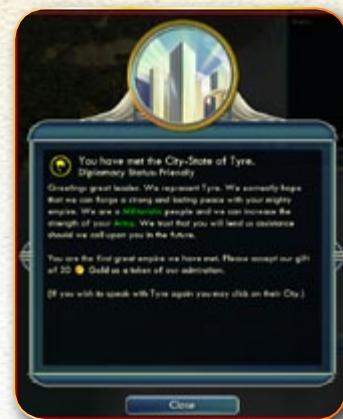 You have met the City-State of Tyre.
Diplomacy Status: Friendly
Greetings great leader. We represent Tyre. We earnestly hope
that we can forge a strong and lasting peace with your mighty
empire. We are a Militaristic people and we can increase the
strength of your Army. We trust that you will lend us assistance
should we call upon you in the future.
You are the first great empire we have met. Please accept our gift
of 30 Gold as a token of our admiration.
(If you wish to speak with Tyre again you may click on their City.)
Close